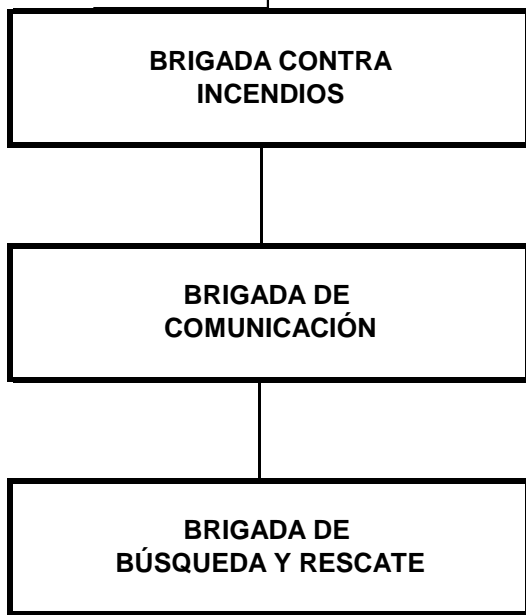 BRIGADA CONTRA
INCENDIOS
BRIGADA DE
COMUNICACIÓN
BRIGADA DE
BÚSQUEDA Y RESCATE